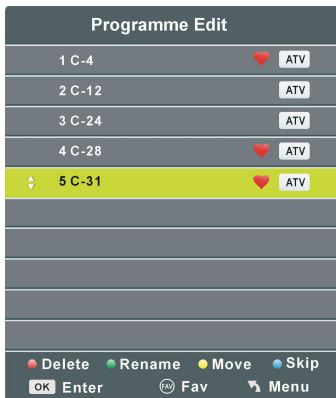 Programme Edit
1 C-4 ATV
2 C-12 ATV
3 C-24 ATV
4 C-28 ATV
5 C-31 ATV
Delete Rename Move Skip
OK Enter FAV Fav Menu